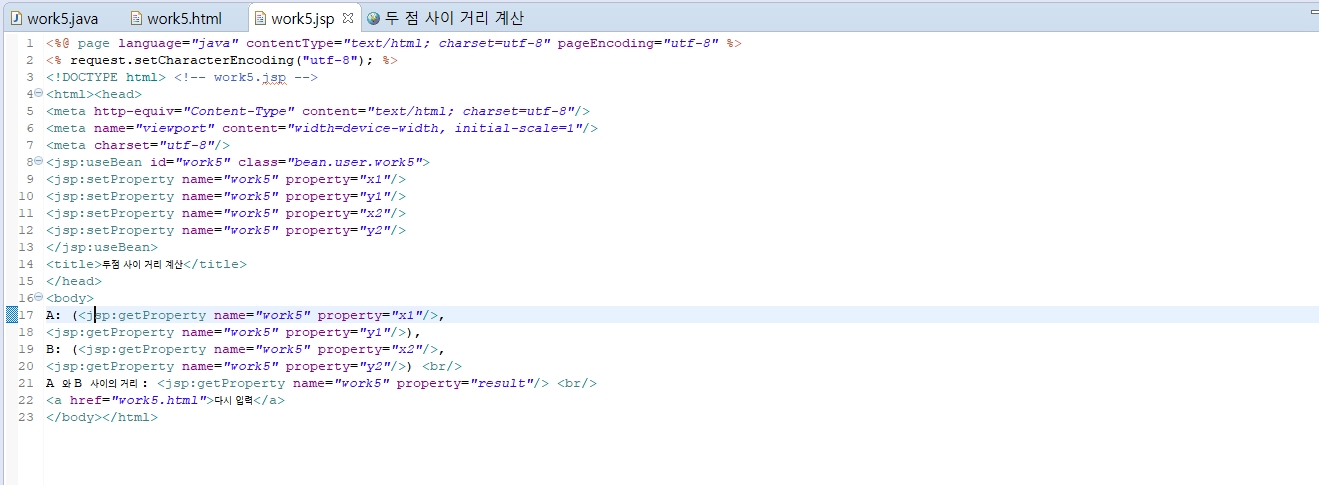 work5.java work5.html work5.jsp 두 점 사이 거리 계산
1 <%@ page language="java" contentType="text/html; charset=utf-8" pageEncoding="utf-8" %>
2 <% request.setCharacterEncoding("utf-8"); %>
3 <!DOCTYPE html> <!-- work5.jsp -->
4 <html><head>
5 <meta http-equiv="Content-Type" content="text/html; charset=utf-8"/>
6 <meta name="viewport" content="width=device-width, initial-scale=1"/>
7 <meta charset="utf-8"/>
8 <jsp:useBean id="work5" class="bean.user.work5">
9 <jsp:setProperty name="work5" property="x1"/>
10 <jsp:setProperty name="work5" property="y1"/>
11 <jsp:setProperty name="work5" property="x2"/>
12 <jsp:setProperty name="work5" property="y2"/>
13 </jsp:useBean>
14 <title>두점 사이 거리 계산</title>
15 </head>
16 <body>
17 A: (<jsp:getProperty name="work5" property="x1"/>,
18 <jsp:getProperty name="work5" property="y1"/>),
19 B: (<jsp:getProperty name="work5" property="x2"/>,
20 <jsp:getProperty name="work5" property="y2"/>) <br/>
21 A 와 B 사이의 거리 : <jsp:getProperty name="work5" property="result"/> <br/>
22 <a href="work5.html">다시 입력</a>
23 </body></html>